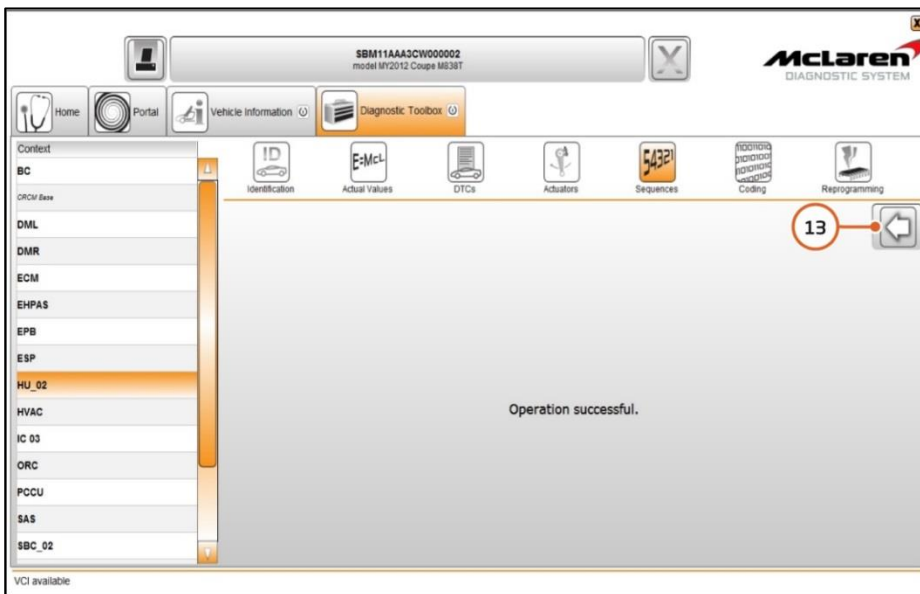 X
SBM11AAA3CW000002
model MY2012 Coupe M838T
McLaren
DIAGNOSTIC SYSTEM
Home
Portal
Vehicle Information
Diagnostic Toolbox
Context
BC
CRCM Base
DML
DMR
ECM
EHPAS
EPB
ESP
HU_02
HVAC
IC 03
ORC
PCCU
SAS
SBC_02
ID
Identification
E=McL
Actual Values
DTCs
Actuators
54321
Sequences
Coding
Reprogramming
13
Operation successful.
VCI available